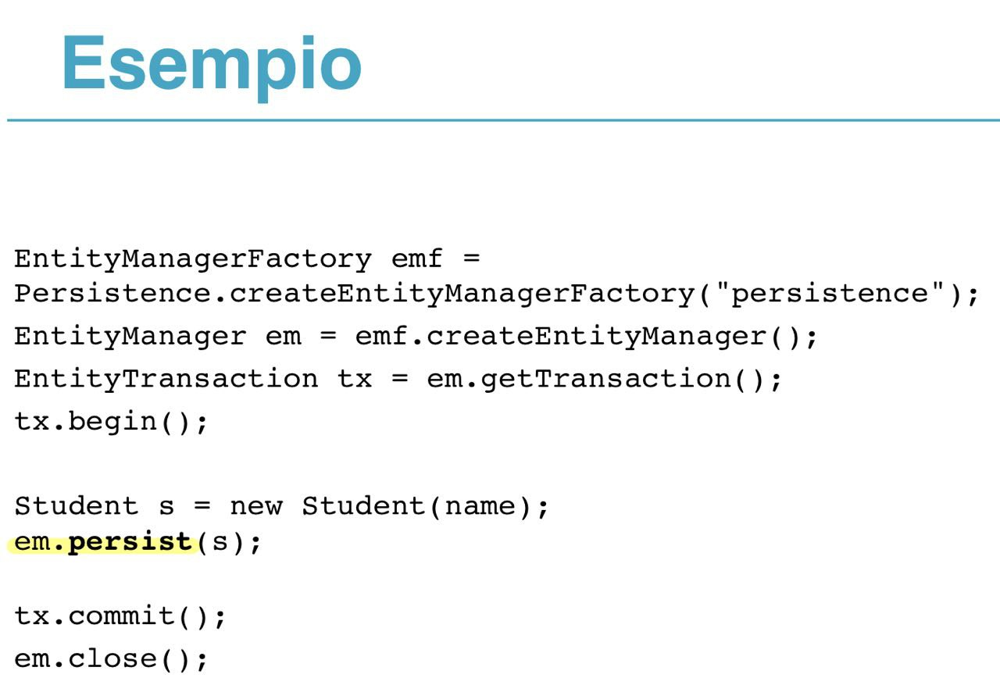 Esempio
EntityManagerFactory emf =
Persistence.createEntityManagerFactory("persistence");
EntityManager em = emf.createEntityManager();
EntityTransaction tx = em.getTransaction();
tx.begin();
Student s = new Student(name);
em.persist(s);
tx.commit();
em.close();